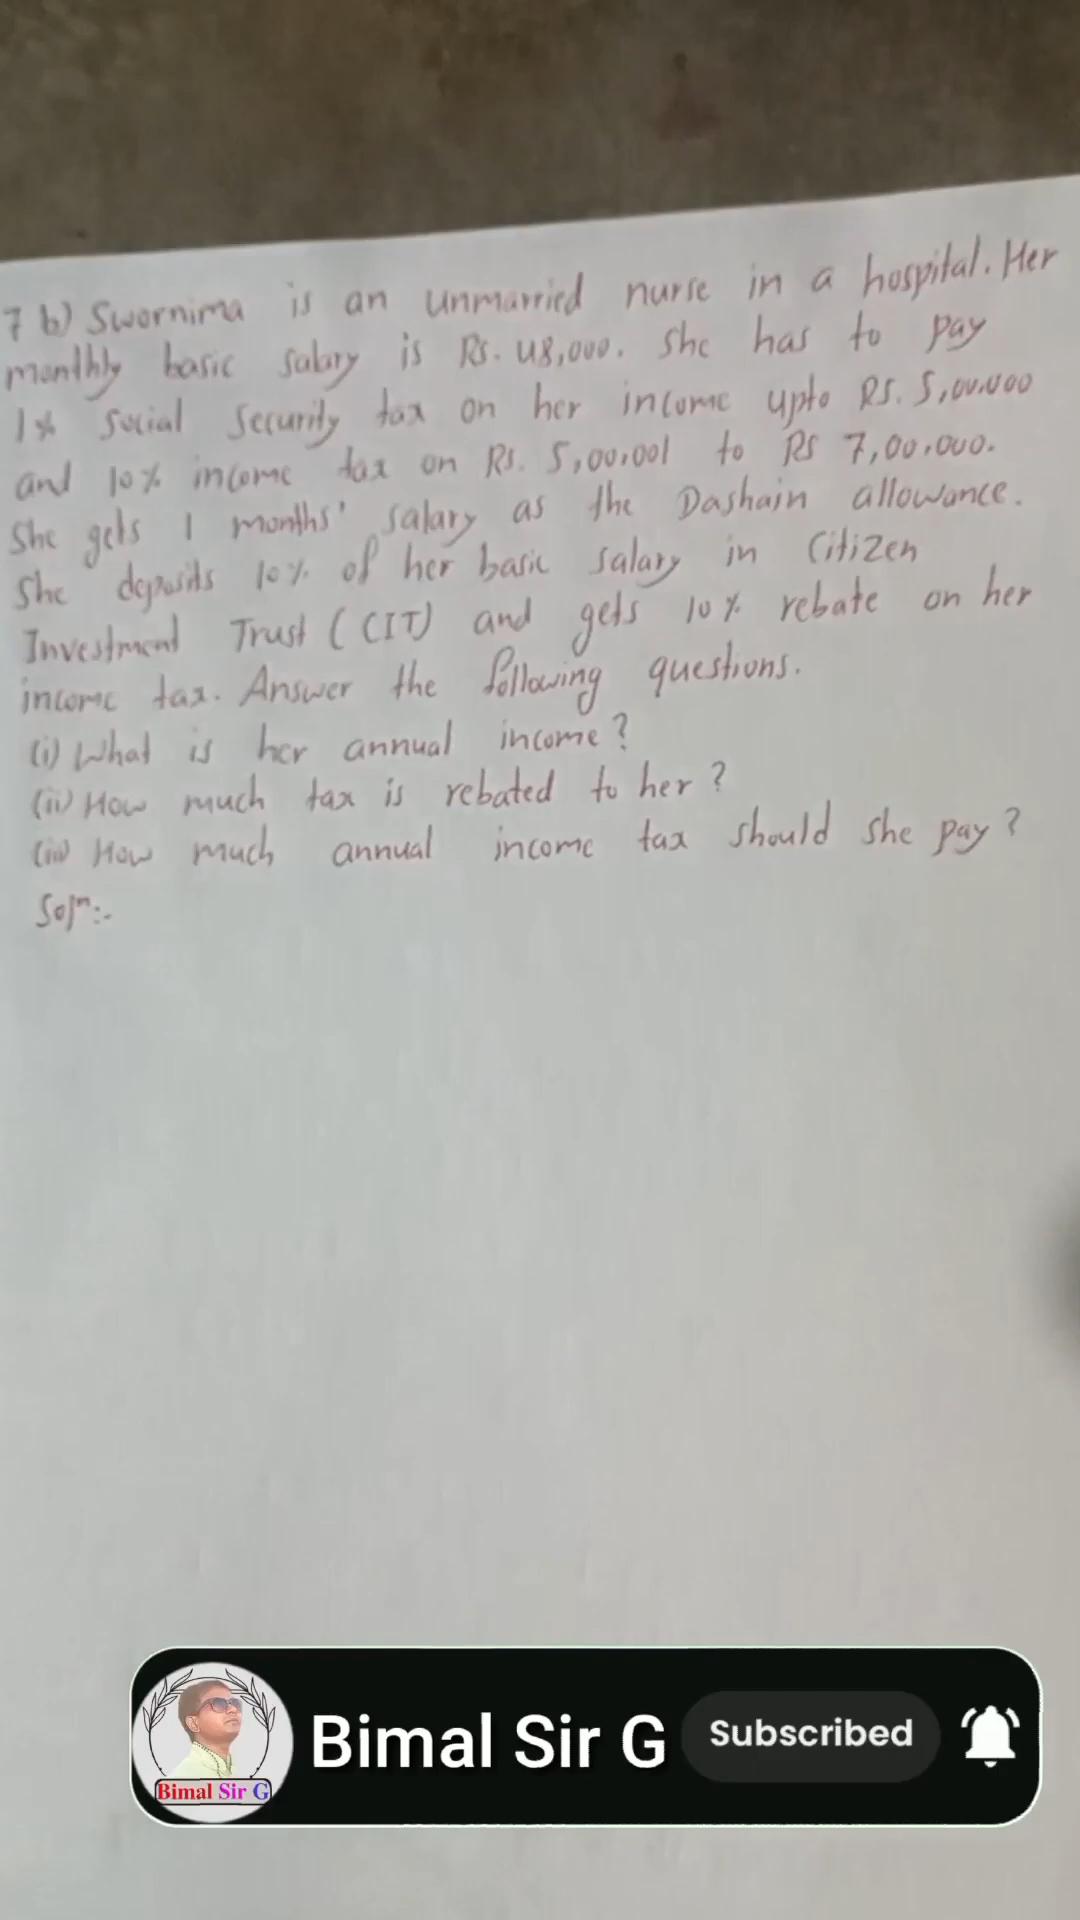 7 b) Swornima is an unmarried nurse in a hospital. Her
monthly basic salary is Rs. 48,000. She has to pay
1% Social Security tax on her income upto RS. 5,00,000
and 10% income tax on Rs. 5,00,001 to RS 7,00,000.
She gets 1 months' salary as the Dashain allowance.
She deposits 10% of her basic salary in Citizen
Investment Trust (CIT) and gets 10% rebate on her
income tax. Answer the following questions.
(i) What is her annual income?
(ii) How much tax is rebated to her?
(iii) How much annual income tax should she pay?
Solⁿ:-
Bimal Sir G
Bimal Sir G
Subscribed